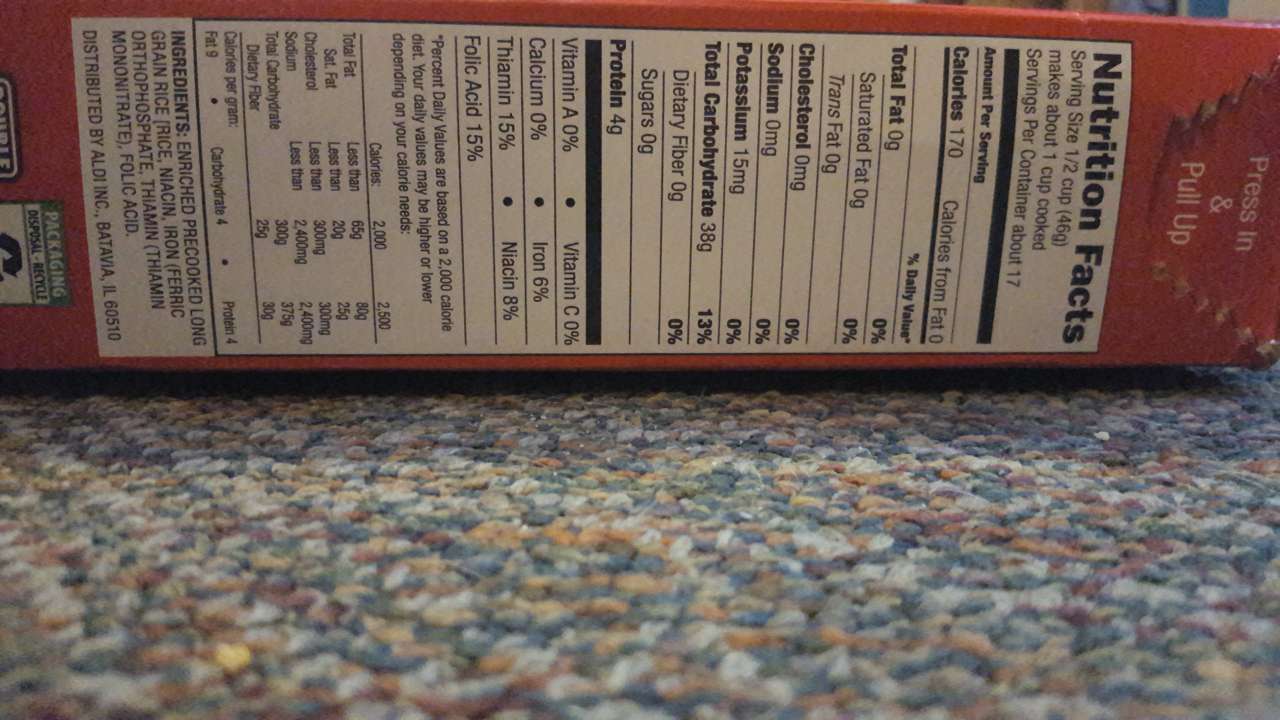 Press In
&
Pull Up
Nutrition Facts
Serving Size 1/2 cup (46g)
makes about 1 cup cooked
Servings Per Container about 17
Amount Per Serving
Calories 170 Calories from Fat 0
% Daily Value*
Total Fat 0g 0%
Saturated Fat 0g 0%
Trans Fat 0g
Cholesterol 0mg 0%
Sodium 0mg 0%
Potassium 15mg 0%
Total Carbohydrate 38g 13%
Dietary Fiber 0g 0%
Sugars 0g
Protein 4g
Vitamin A 0% • Vitamin C 0%
Calcium 0% • Iron 6%
Thiamin 15% • Niacin 8%
Folic Acid 15%
*Percent Daily Values are based on a 2,000 calorie
diet. Your daily values may be higher or lower
depending on your calorie needs:
Calories: 2,000 2,500
Total Fat Less than 65g 80g
Sat. Fat Less than 20g 25g
Cholesterol Less than 300mg 300mg
Sodium Less than 2,400mg 2,400mg
Total Carbohydrate 300g 375g
Dietary Fiber 25g 30g
Calories per gram:
Fat 9 • Carbohydrate 4 • Protein 4
INGREDIENTS: ENRICHED PRECOOKED LONG
GRAIN RICE [RICE, NIACIN, IRON (FERRIC
ORTHOPHOSPHATE, THIAMIN (THIAMIN
MONONITRATE), FOLIC ACID.
DISTRIBUTED BY ALDI INC., BATAVIA, IL 60510
PACKAGING
DISPOSAL - RECYCLE